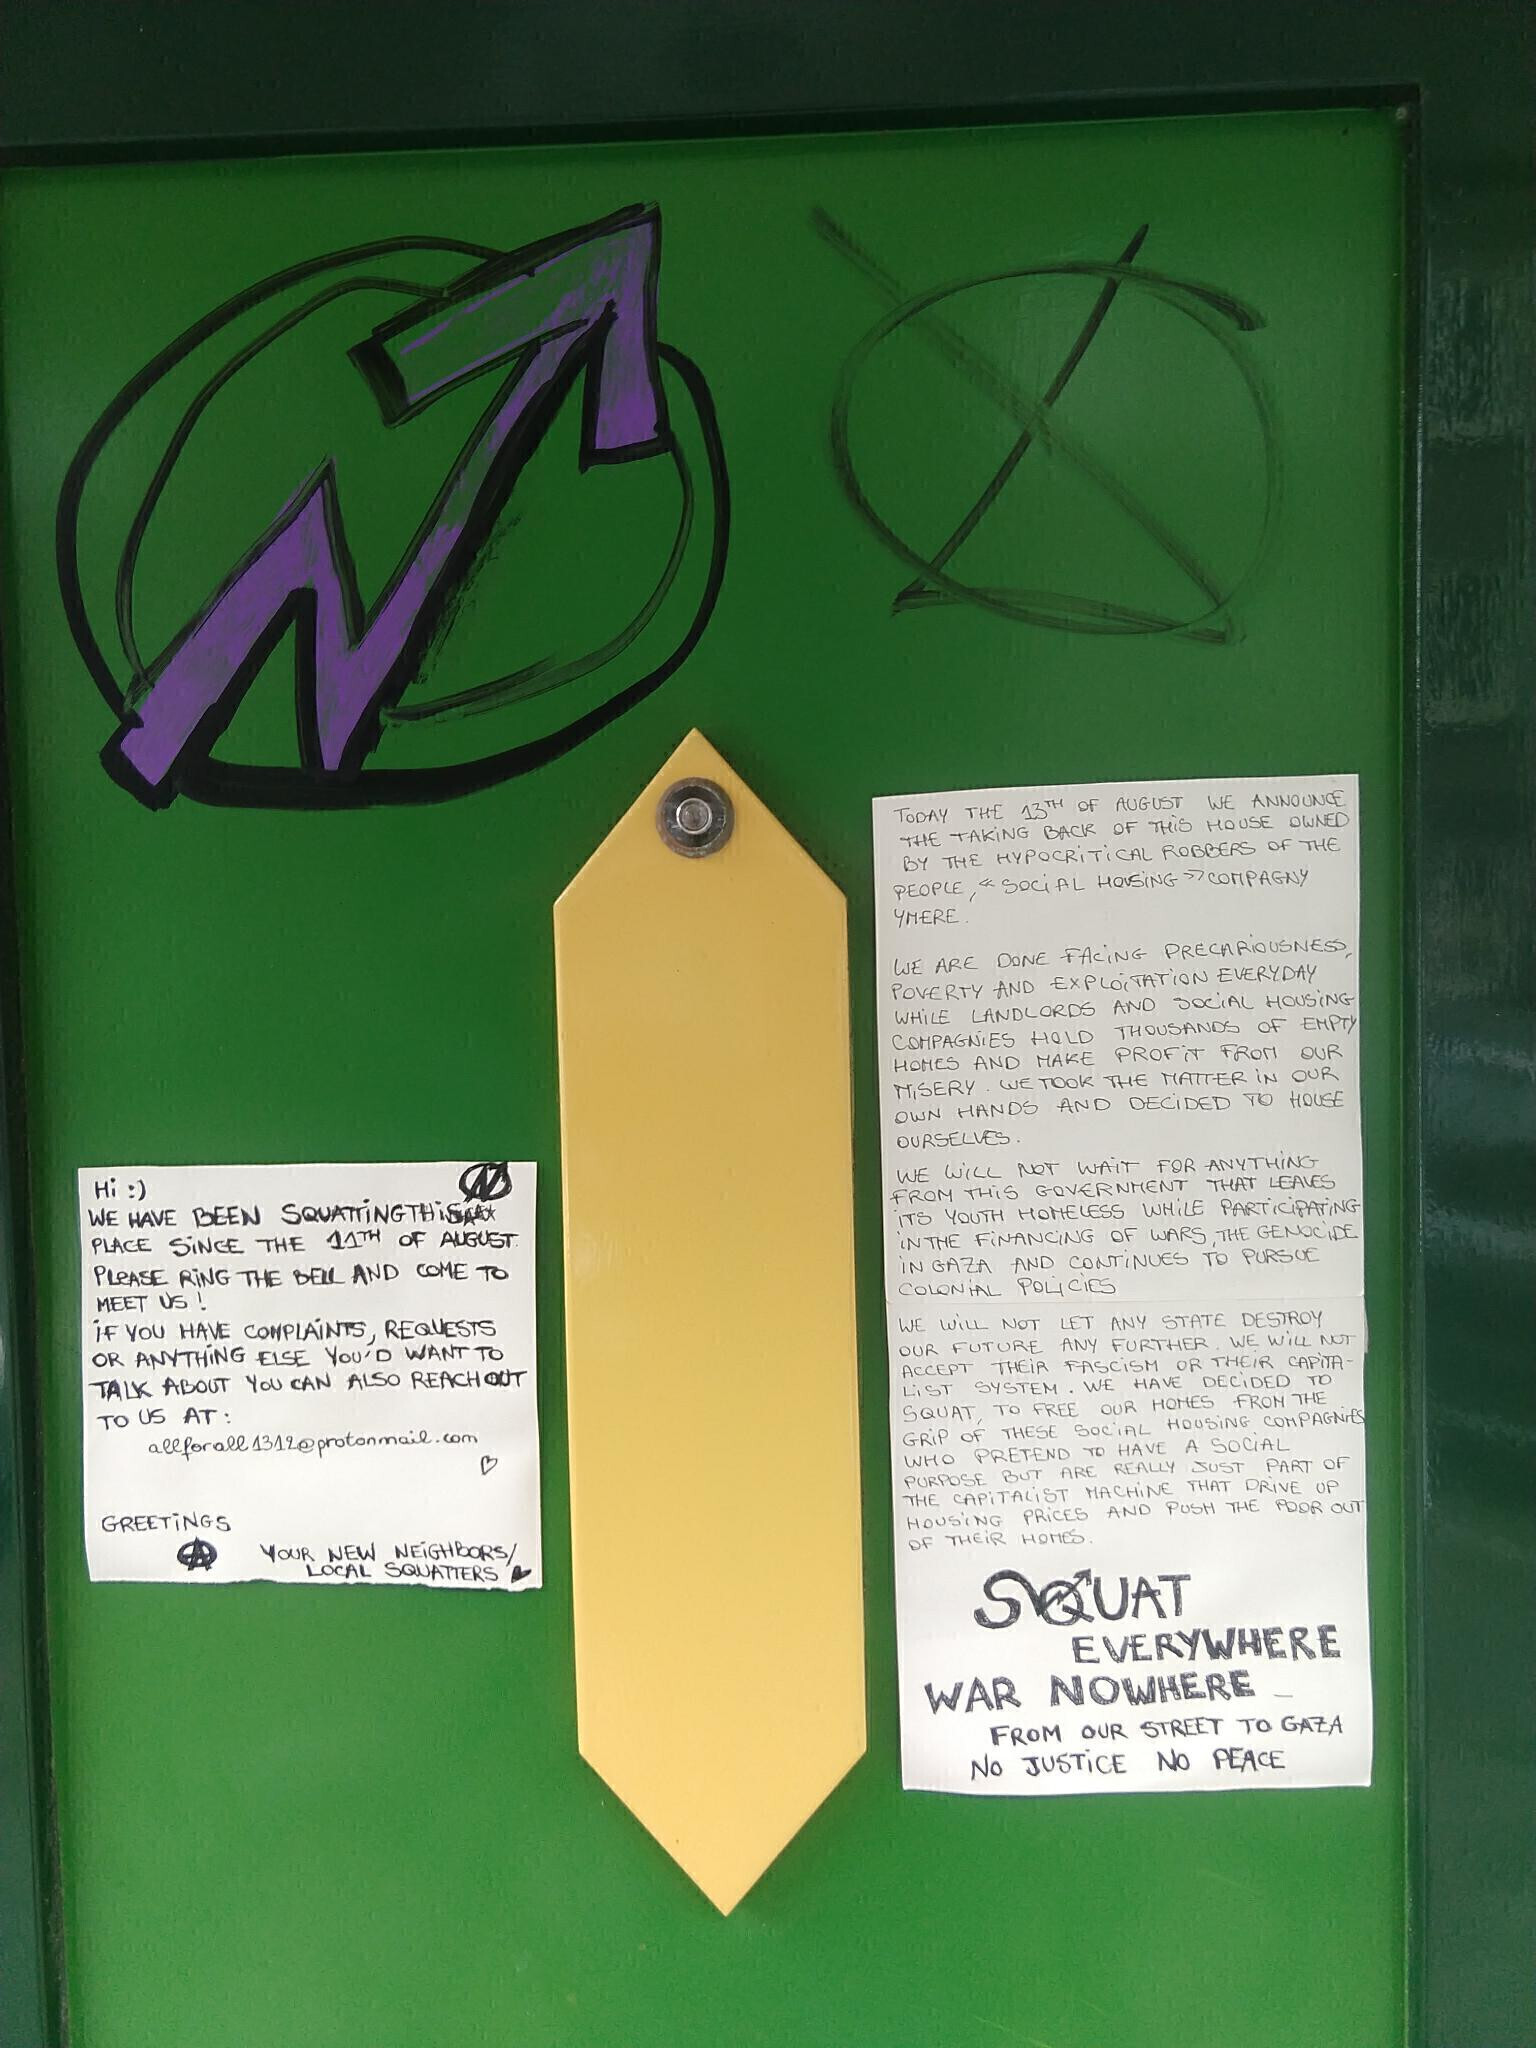 Hi :)
WE HAVE BEEN SQUATTING THIS
PLACE SINCE THE 11TH OF AUGUST.
PLEASE RING THE BELL AND COME TO
MEET US!
IF YOU HAVE COMPLAINTS, REQUESTS
OR ANYTHING ELSE YOU'D WANT TO
TALK ABOUT YOU CAN ALSO REACH OUT
TO US AT:
allforall1312@protonmail.com
GREETINGS
YOUR NEW NEIGHBORS/
LOCAL SQUATTERS
TODAY THE 13TH OF AUGUST WE ANNOUNCE
THE TAKING BACK OF THIS HOUSE OWNED
BY THE HYPOCRITICAL ROBBERS OF THE
PEOPLE, "SOCIAL HOUSING" COMPAGNY
YMERE.
WE ARE DONE FACING PRECARIOUSNESS,
POVERTY AND EXPLOITATION EVERYDAY
WHILE LANDLORDS AND SOCIAL HOUSING
COMPAGNIES HOLD THOUSANDS OF EMPTY
HOMES AND MAKE PROFIT FROM OUR
MISERY. WE TOOK THE MATTER IN OUR
OWN HANDS AND DECIDED TO HOUSE
OURSELVES.
WE WILL NOT WAIT FOR ANYTHING
FROM THIS GOVERNMENT THAT LEAVES
ITS YOUTH HOMELESS WHILE PARTICIPATING
IN THE FINANCING OF WARS, THE GENOCIDE
IN GAZA AND CONTINUES TO PURSUE
COLONIAL POLICIES
WE WILL NOT LET ANY STATE DESTROY
OUR FUTURE ANY FURTHER. WE WILL NOT
ACCEPT THEIR FASCISM OR THEIR CAPITA-
LIST SYSTEM. WE HAVE DECIDED TO
SQUAT, TO FREE OUR HOMES FROM THE
GRIP OF THESE SOCIAL HOUSING COMPAGNIES
WHO PRETEND TO HAVE A SOCIAL
PURPOSE BUT ARE REALLY JUST PART OF
THE CAPITALIST MACHINE THAT DRIVE UP
HOUSING PRICES AND PUSH THE POOR OUT
OF THEIR HOMES.
SQUAT
EVERYWHERE
WAR NOWHERE
FROM OUR STREET TO GAZA
NO JUSTICE NO PEACE